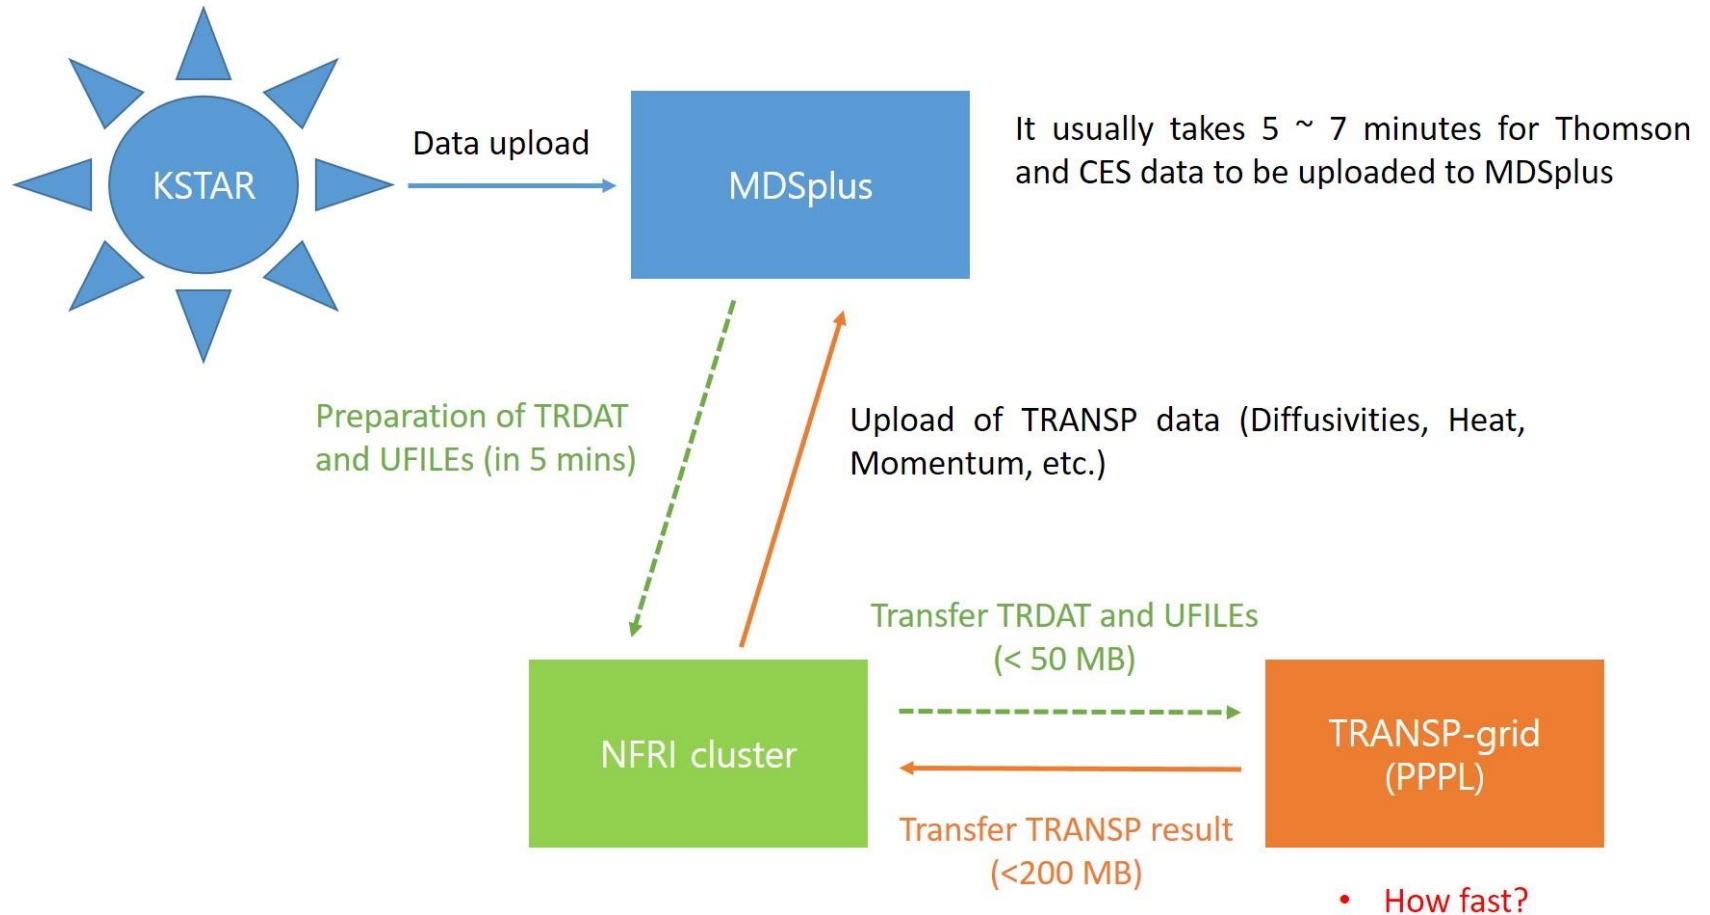 KSTAR
Data upload
MDSplus
It usually takes 5 ~ 7 minutes for Thomson
and CES data to be uploaded to MDSplus
Preparation of TRDAT
and UFILEs (in 5 mins)
Upload of TRANSP data (Diffusivities, Heat,
Momentum, etc.)
Transfer TRDAT and UFILEs
(< 50 MB)
NFRI cluster
TRANSP-grid
(PPPL)
Transfer TRANSP result
(<200 MB)
• How fast?